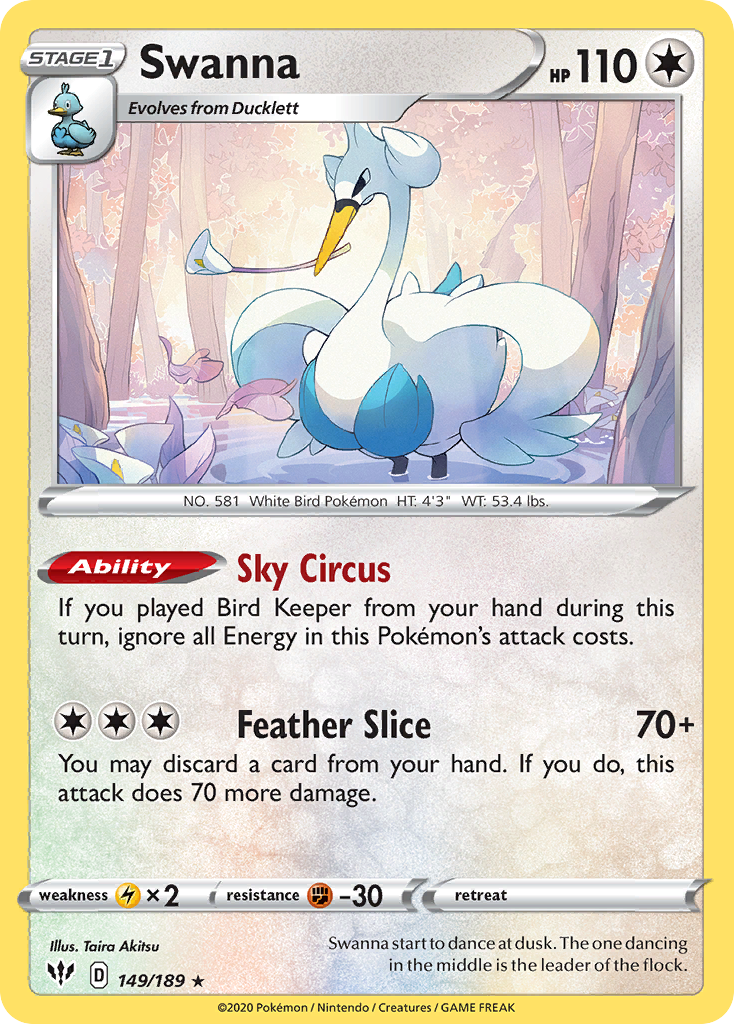 STAGE 1
Swanna
HP 110
Evolves from Ducklett
NO. 581 White Bird Pokémon HT: 4'3" WT: 53.4 lbs.
Ability Sky Circus
If you played Bird Keeper from your hand during this
turn, ignore all Energy in this Pokémon's attack costs.
Feather Slice 70+
You may discard a card from your hand. If you do, this
attack does 70 more damage.
weakness ×2 resistance -30 retreat
Illus. Taira Akitsu
Swanna start to dance at dusk. The one dancing
in the middle is the leader of the flock.
D 149/189 ★
©2020 Pokémon / Nintendo / Creatures / GAME FREAK